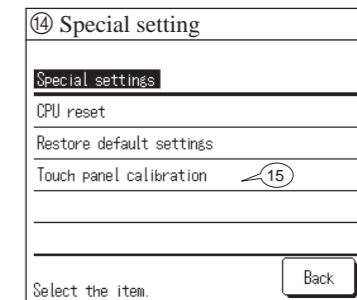 ⑭ Special setting
Special settings
CPU reset
Restore default settings
Touch panel calibration 15
Select the item. Back